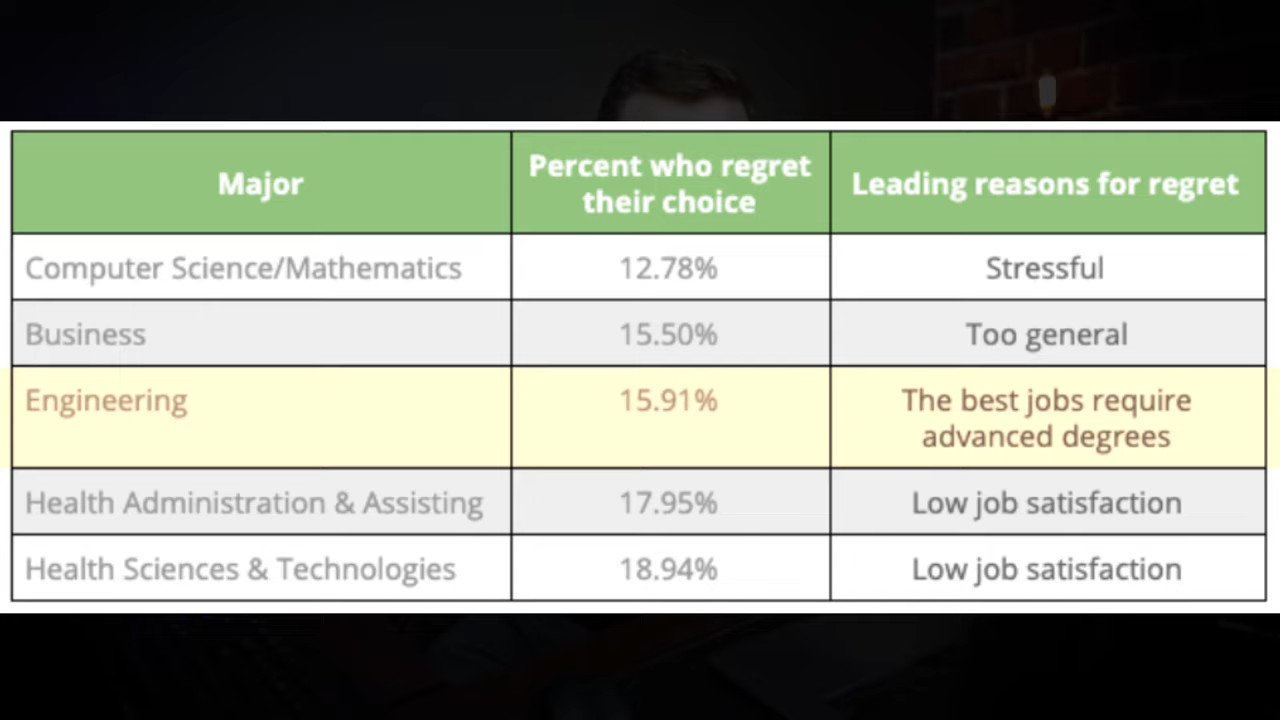 Major
Percent who regret
their choice
Leading reasons for regret
Computer Science/Mathematics 12.78% Stressful
Business 15.50% Too general
Engineering 15.91% The best jobs require
advanced degrees
Health Administration & Assisting 17.95% Low job satisfaction
Health Sciences & Technologies 18.94% Low job satisfaction